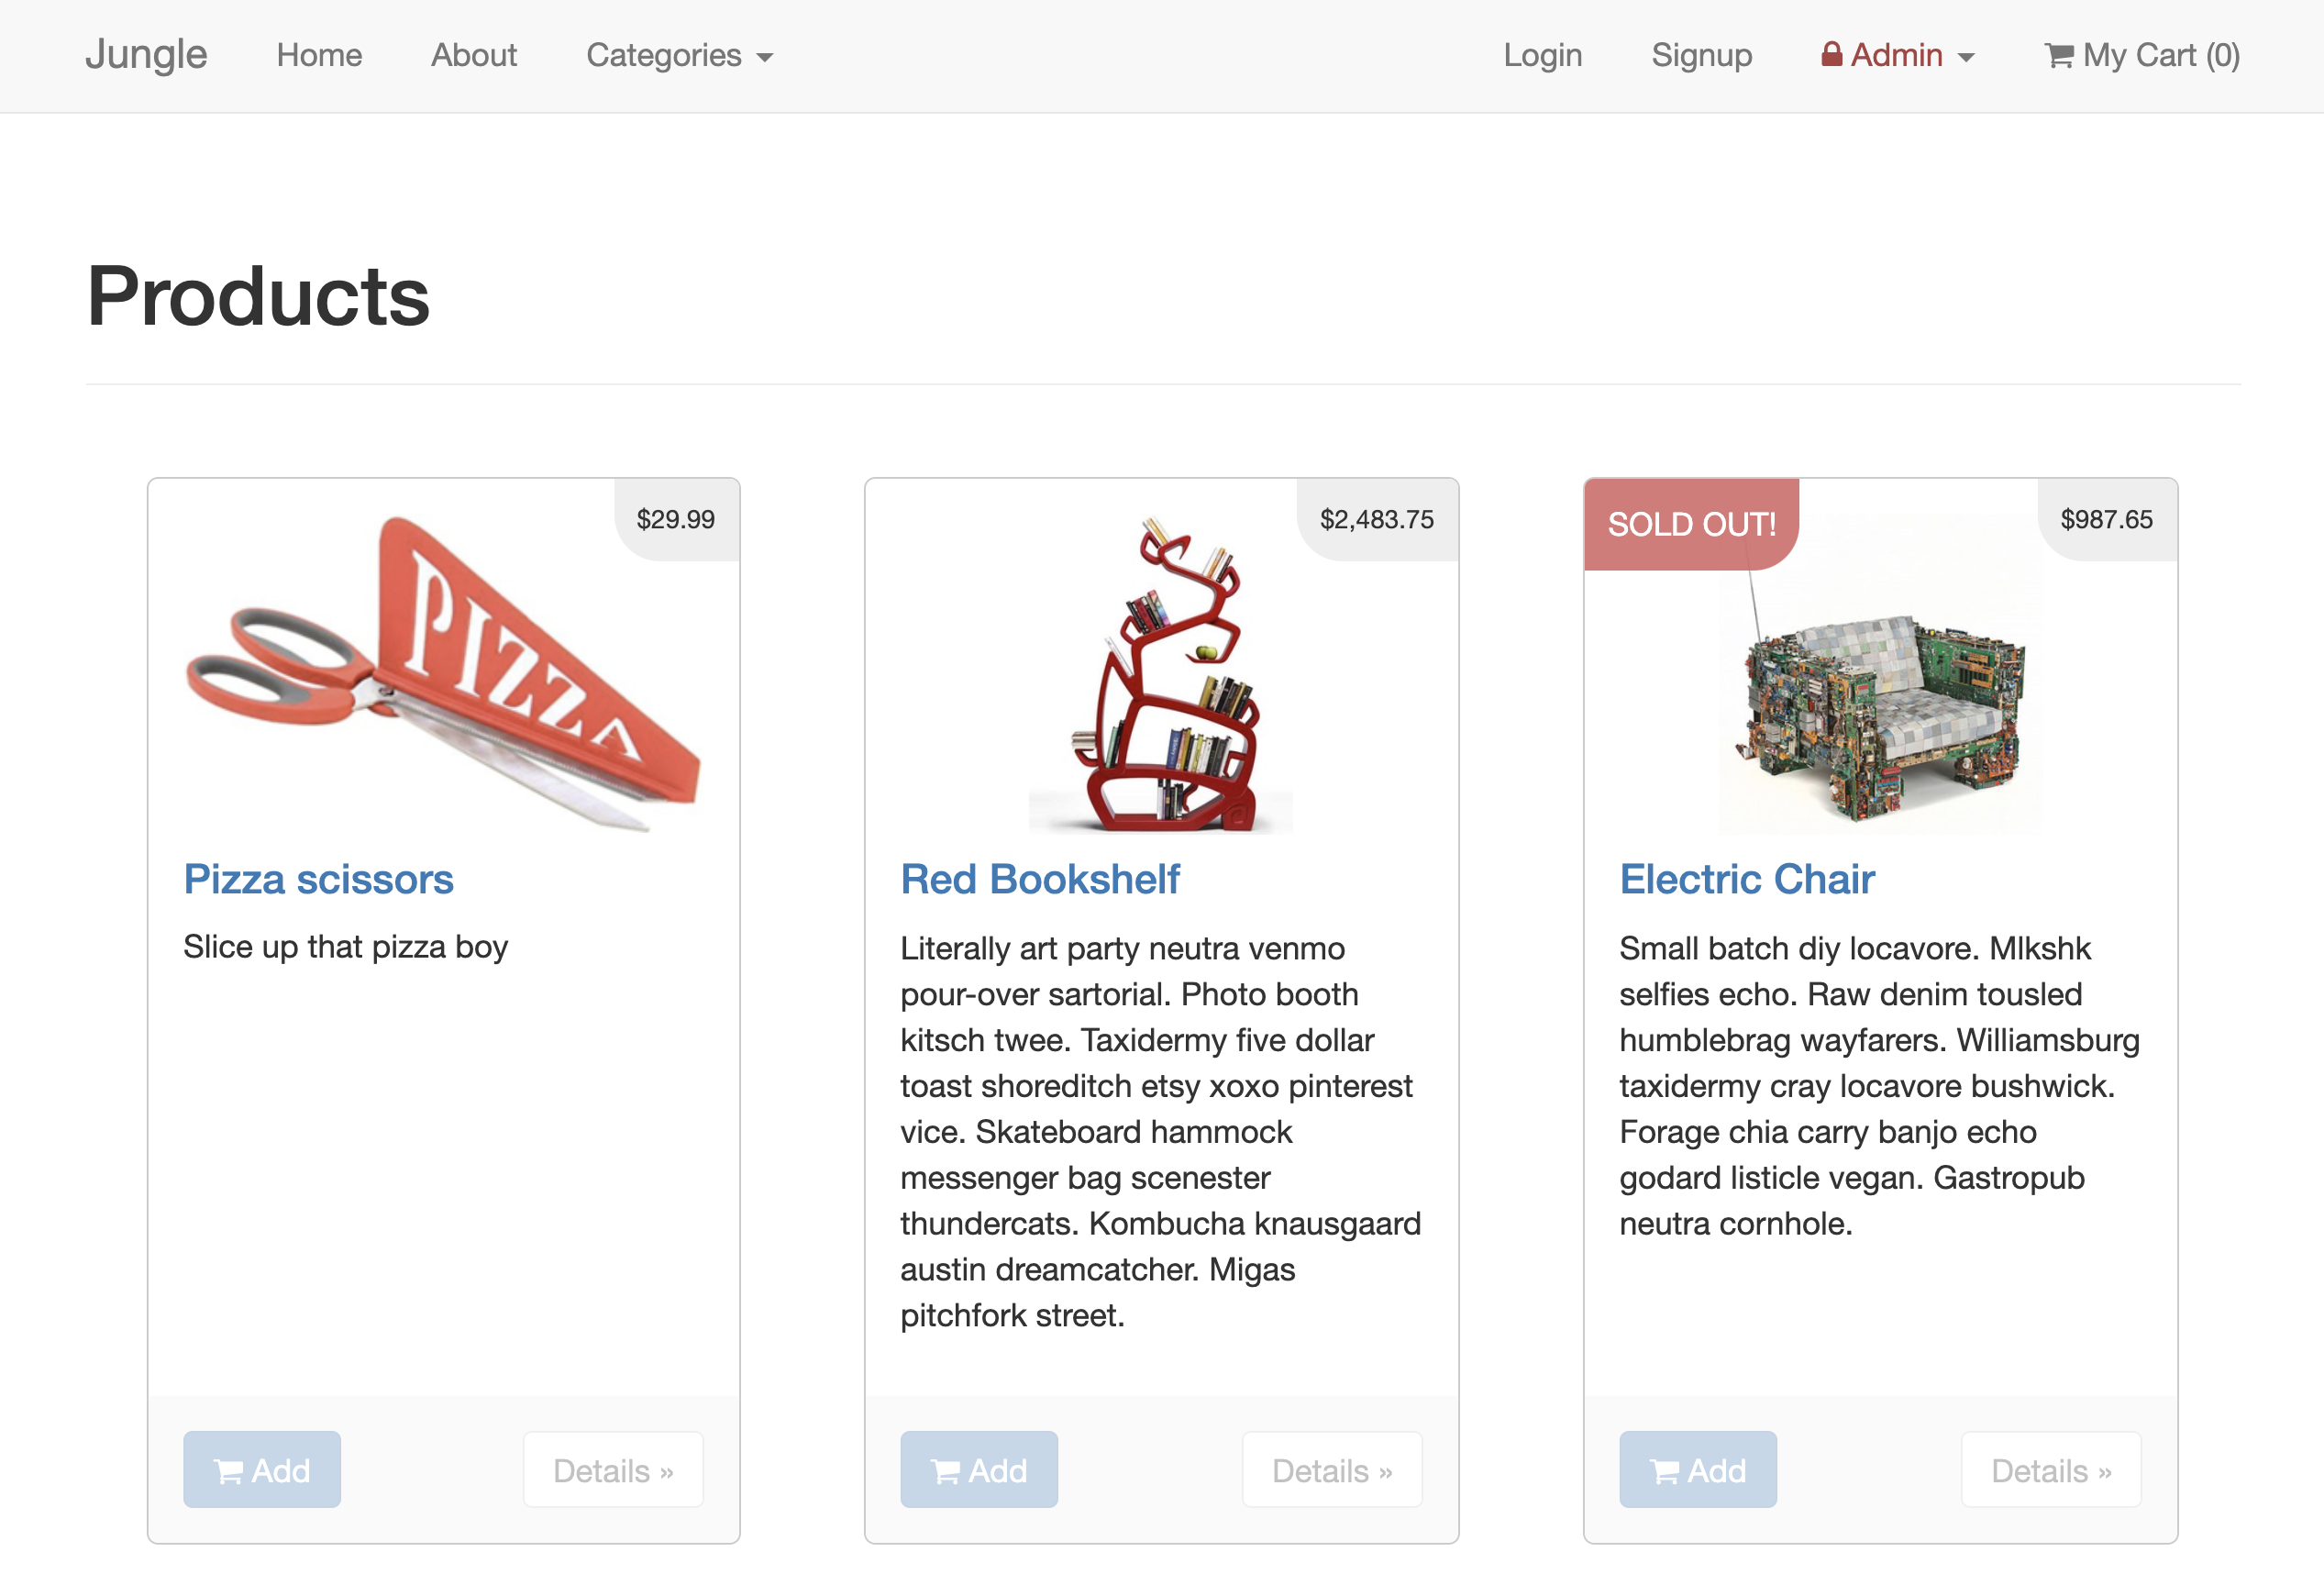 Jungle Home About Categories Login Signup Admin My Cart (0)
Products
$29.99
PIZZA
Pizza scissors
Slice up that pizza boy
Add Details »
$2,483.75
Red Bookshelf
Literally art party neutra venmo
pour-over sartorial. Photo booth
kitsch twee. Taxidermy five dollar
toast shoreditch etsy xoxo pinterest
vice. Skateboard hammock
messenger bag scenester
thundercats. Kombucha knausgaard
austin dreamcatcher. Migas
pitchfork street.
Add Details »
SOLD OUT! $987.65
Electric Chair
Small batch diy locavore. Mlkshk
selfies echo. Raw denim tousled
humblebrag wayfarers. Williamsburg
taxidermy cray locavore bushwick.
Forage chia carry banjo echo
godard listicle vegan. Gastropub
neutra cornhole.
Add Details »